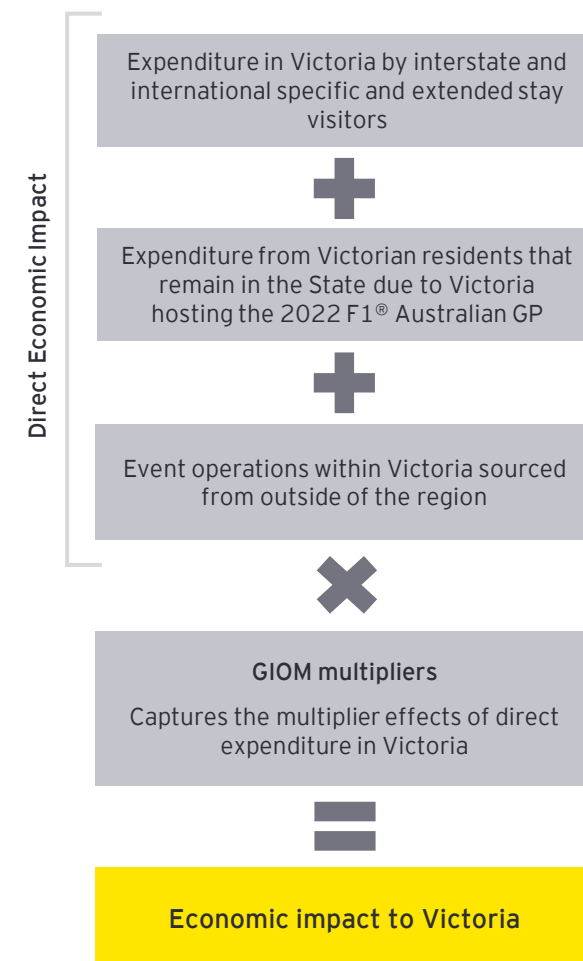 Direct Economic Impact
Expenditure in Victoria by interstate and
international specific and extended stay
visitors
Expenditure from Victorian residents that
remain in the State due to Victoria
hosting the 2022 F1® Australian GP
Event operations within Victoria sourced
from outside of the region
GIOM multipliers
Captures the multiplier effects of direct
expenditure in Victoria
Economic impact to Victoria